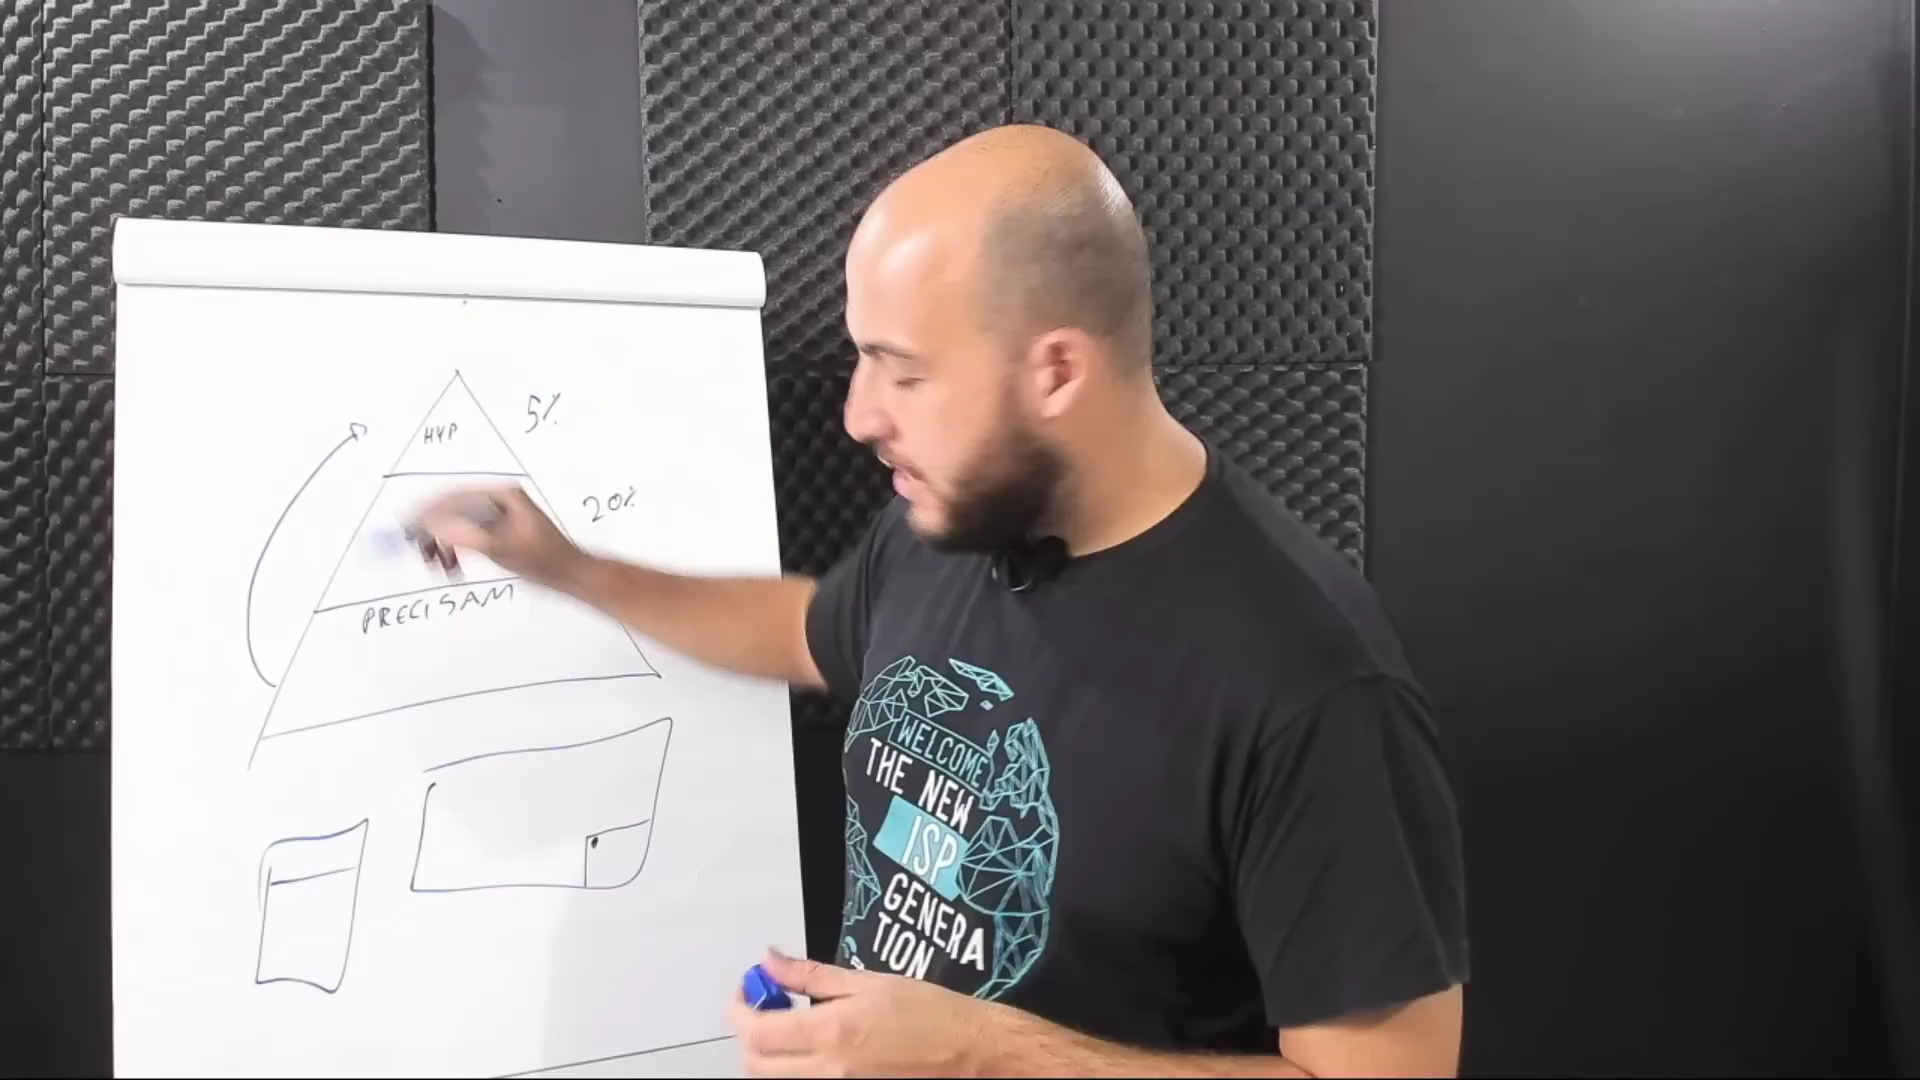 5%
HYP
20%
PRECISAM
WELCOME
THE NEW
ISP
GENERA
TION